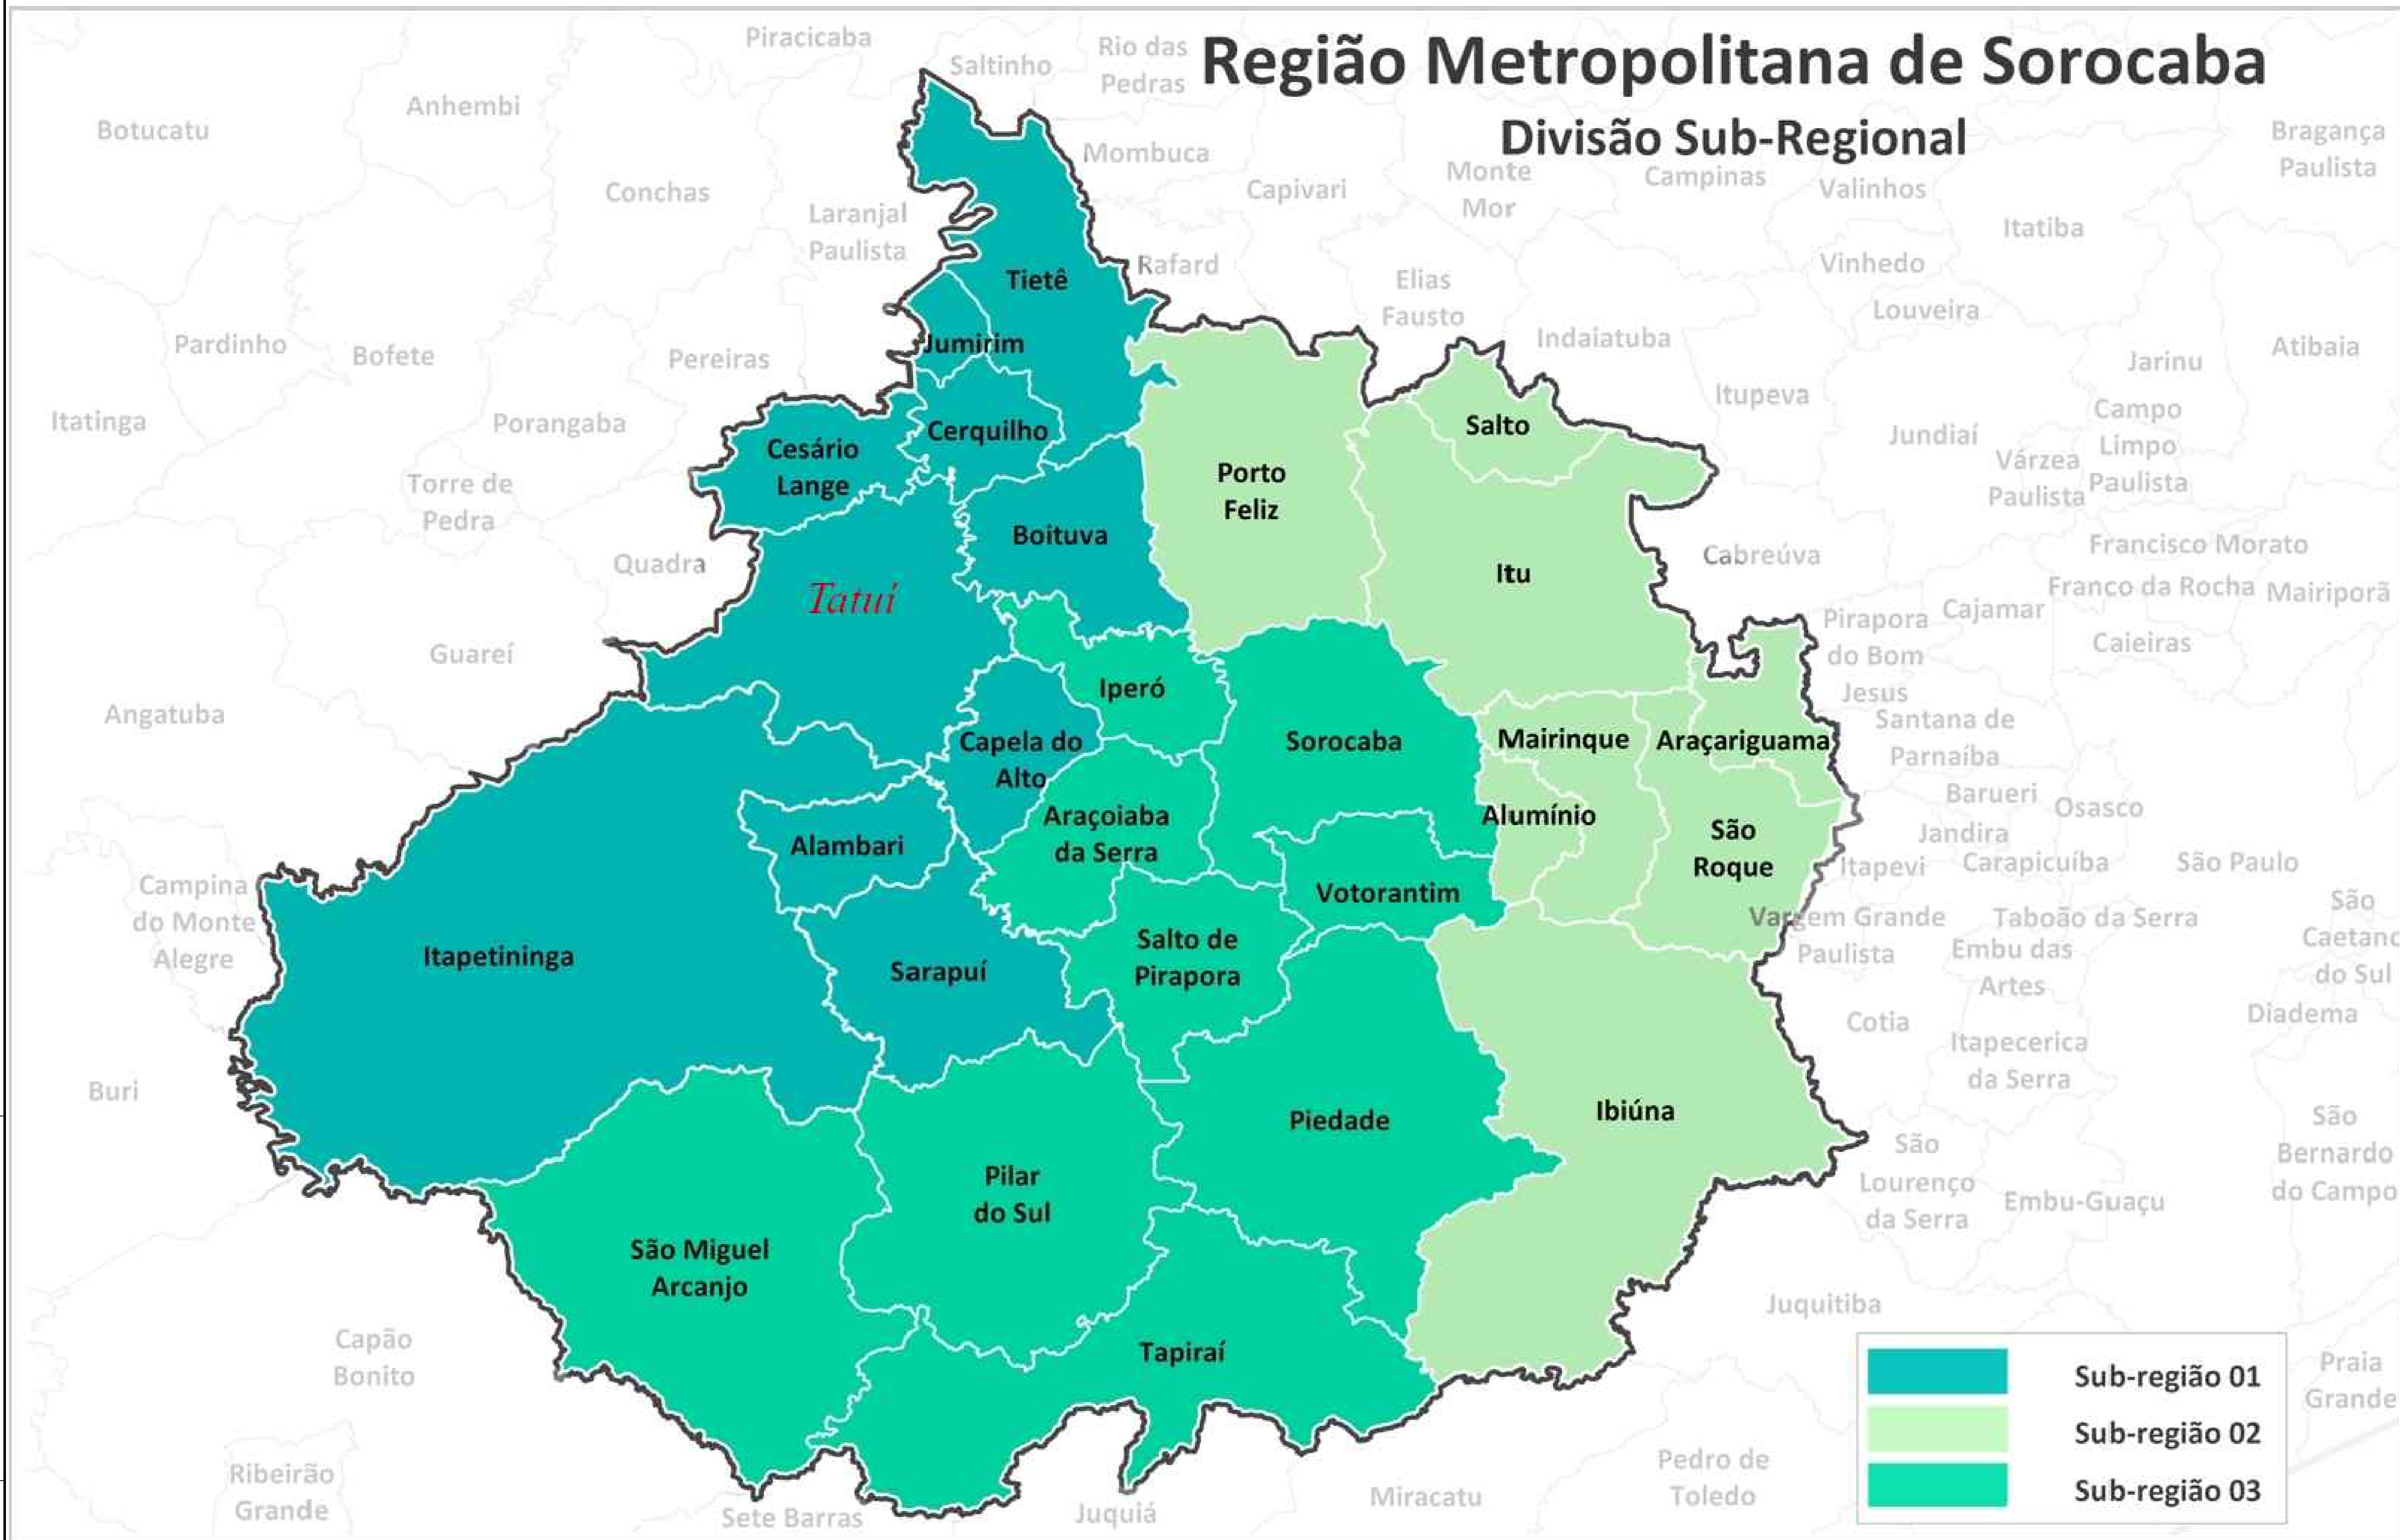 Região Metropolitana de Sorocaba
Divisão Sub-Regional
Piracicaba
Saltinho
Rio das
Pedras
Anhembi
Botucatu
Conchas
Laranjal
Paulista
Mombuca
Capivari
Monte
Mor
Campinas
Valinhos
Bragança
Paulista
Itatiba
Rafard
Elias
Fausto
Vinhedo
Louveira
Indaiatuba
Tietê
Jumirim
Pardinho
Bofete
Pereiras
Jarinu
Atibaia
Itatinga
Porangaba
Cesário
Lange
Cerquilho
Salto
Itupeva
Jundiaí
Campo
Limpo
Paulista
Várzea
Paulista
Torre de
Pedra
Porto
Feliz
Boituva
Quadra
Tatuí
Itu
Cabreúva
Francisco Morato
Franco da Rocha
Mairiporã
Cajamar
Caieiras
Pirapora
do Bom
Jesus
Guareí
Angatuba
Iperó
Capela do
Alto
Sorocaba
Mairinque
Araçariguama
Santana de
Parnaíba
Barueri
Osasco
Jandira
Alambari
Araçoiaba
da Serra
Alumínio
São
Roque
Itapevi
Carapicuíba
São Paulo
Campina
do Monte
Alegre
Votorantim
Vargem Grande
Paulista
Taboão da Serra
São
Caetano
do Sul
Embu das
Artes
Itapetininga
Sarapuí
Salto de
Pirapora
Cotia
Diadema
Itapecerica
da Serra
Buri
Piedade
Ibiúna
São
Bernardo
do Campo
São
Lourenço
da Serra
Embu-Guaçu
Pilar
do Sul
São Miguel
Arcanjo
Juquitiba
Capão
Bonito
Tapiraí
Praia
Grande
Ribeirão
Grande
Sete Barras
Juquiá
Miracatu
Pedro de
Toledo
Sub-região 01
Sub-região 02
Sub-região 03